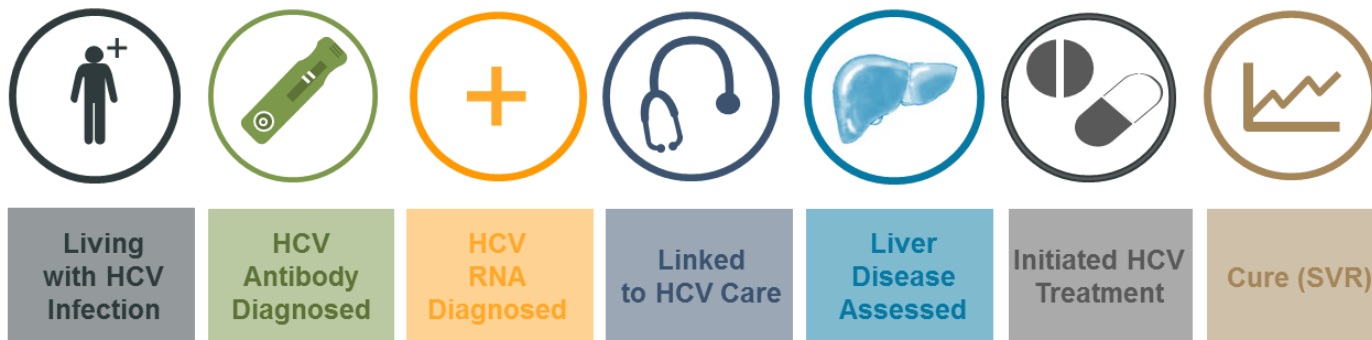 Living
with HCV
Infection
HCV
Antibody
Diagnosed
HCV
RNA
Diagnosed
Linked
to HCV Care
Liver
Disease
Assessed
Initiated HCV
Treatment
Cure (SVR)